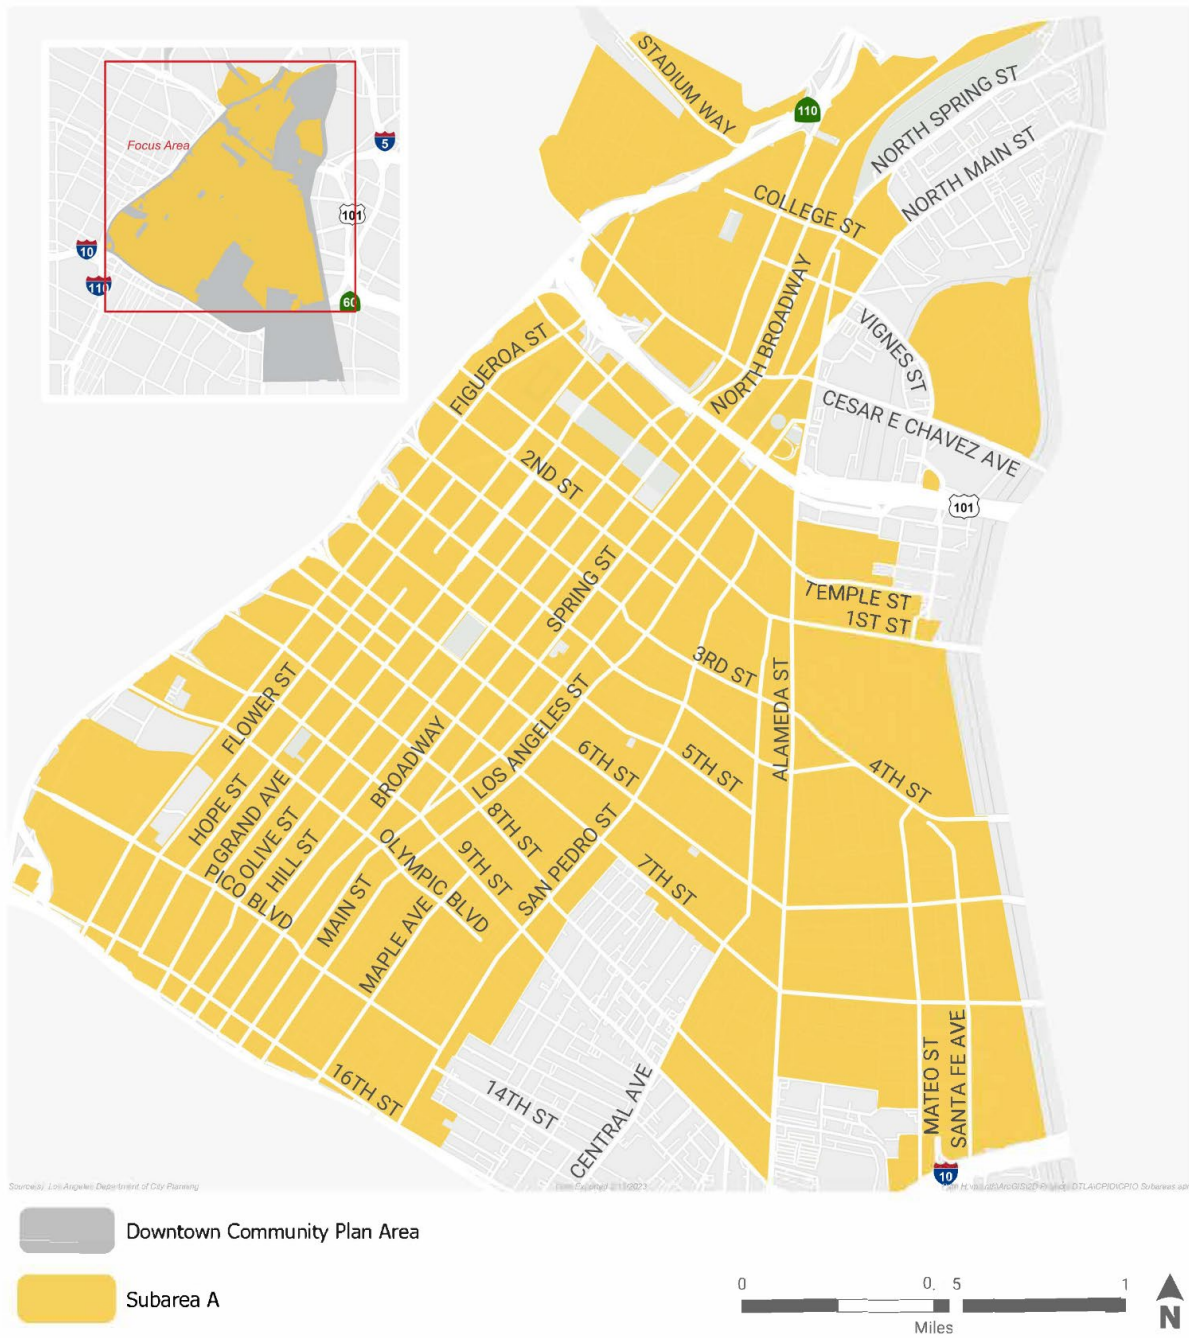 Focus Area
5
101
10
110
60
STADIUM WAY
110
NORTH SPRING ST
NORTH MAIN ST
COLLEGE ST
NORTH BROADWAY
VIGNES ST
FIGUEROA ST
CESAR E CHAVEZ AVE
2ND ST
101
SPRING ST
TEMPLE ST
1ST ST
3RD ST
FLOWER ST
ALAMEDA ST
LOS ANGELES ST
BROADWAY
6TH ST
5TH ST
4TH ST
HOPE ST
GRAND AVE
OLIVE ST
HILL ST
PICO BLVD
8TH ST
9TH ST
OLYMPIC BLVD
SAN PEDRO ST
7TH ST
MAIN ST
MAPLE AVE
16TH ST
14TH ST
CENTRAL AVE
MATEO ST
SANTA FE AVE
10
Source(s): Los Angeles Department of City Planning
Downtown Community Plan Area
Subarea A
0 0.5 1
Miles
N